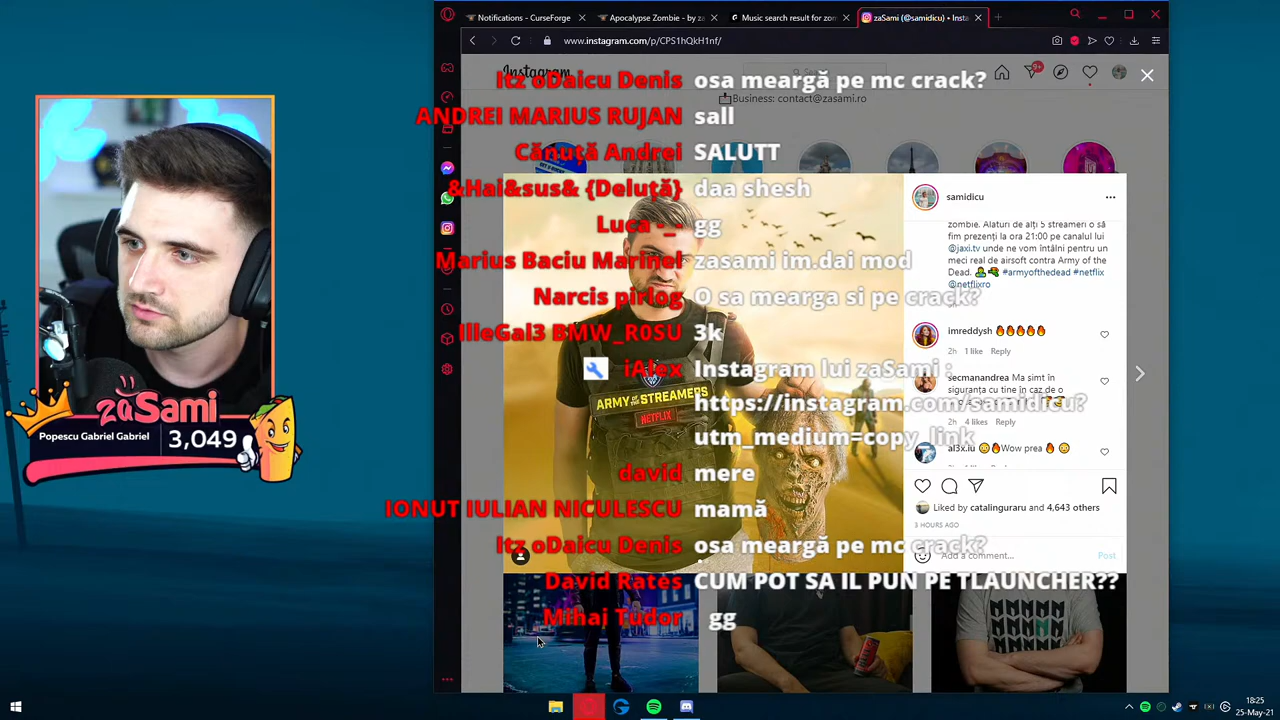 Notifications - CurseForge
Apocalypse Zombie - by za
Music search result for zom
zaSami (@samidicu) • Insta
www.instagram.com/p/CPS1hQkH1nf/
Instagram
9+
Business: contact@zasami.ro
Itz oDaicu Denis osa meargă pe mc crack?
ANDREI MARIUS RUJAN sall
Cănuță Andrei SALUTT
&Hai&sus& {Deluță} daa shesh
Luca -_- gg
Marius Baciu Marinel zasami im.dai mod
Narcis pirlog O sa mearga si pe crack?
IlleGal3 BMW_R0SU 3k
iAlex Instagram lui zaSami :
https://instagram.com/samidicu?
utm_medium=copy_link
david mere
IONUT IULIAN NICULESCU mamă
Itz oDaicu Denis osa meargă pe mc crack?
David Rates CUM POT SA IL PUN PE TLAUNCHER??
Mihai Tudor gg
samidicu
zombie. Alaturi de alți 5 streameri o să
fim prezenți la ora 21:00 pe canalul lui
@jaxi.tv unde ne vom întâlni pentru un
meci real de airsoft contra Army of the
Dead. #armyofthedead #netflix
@netflixro
imreddysh
2h 1 like Reply
secmanandrea Ma simt în
siguranța cu tine în caz de o
2h 4 likes Reply
al3x.iu Wow prea
Liked by catalinguraru and 4,643 others
3 HOURS AGO
Add a comment...
Post
ARMY OF THE STREAMERS
NETFLIX
zaSami
Popescu Gabriel Gabriel
3,049
18:25
25-May-21